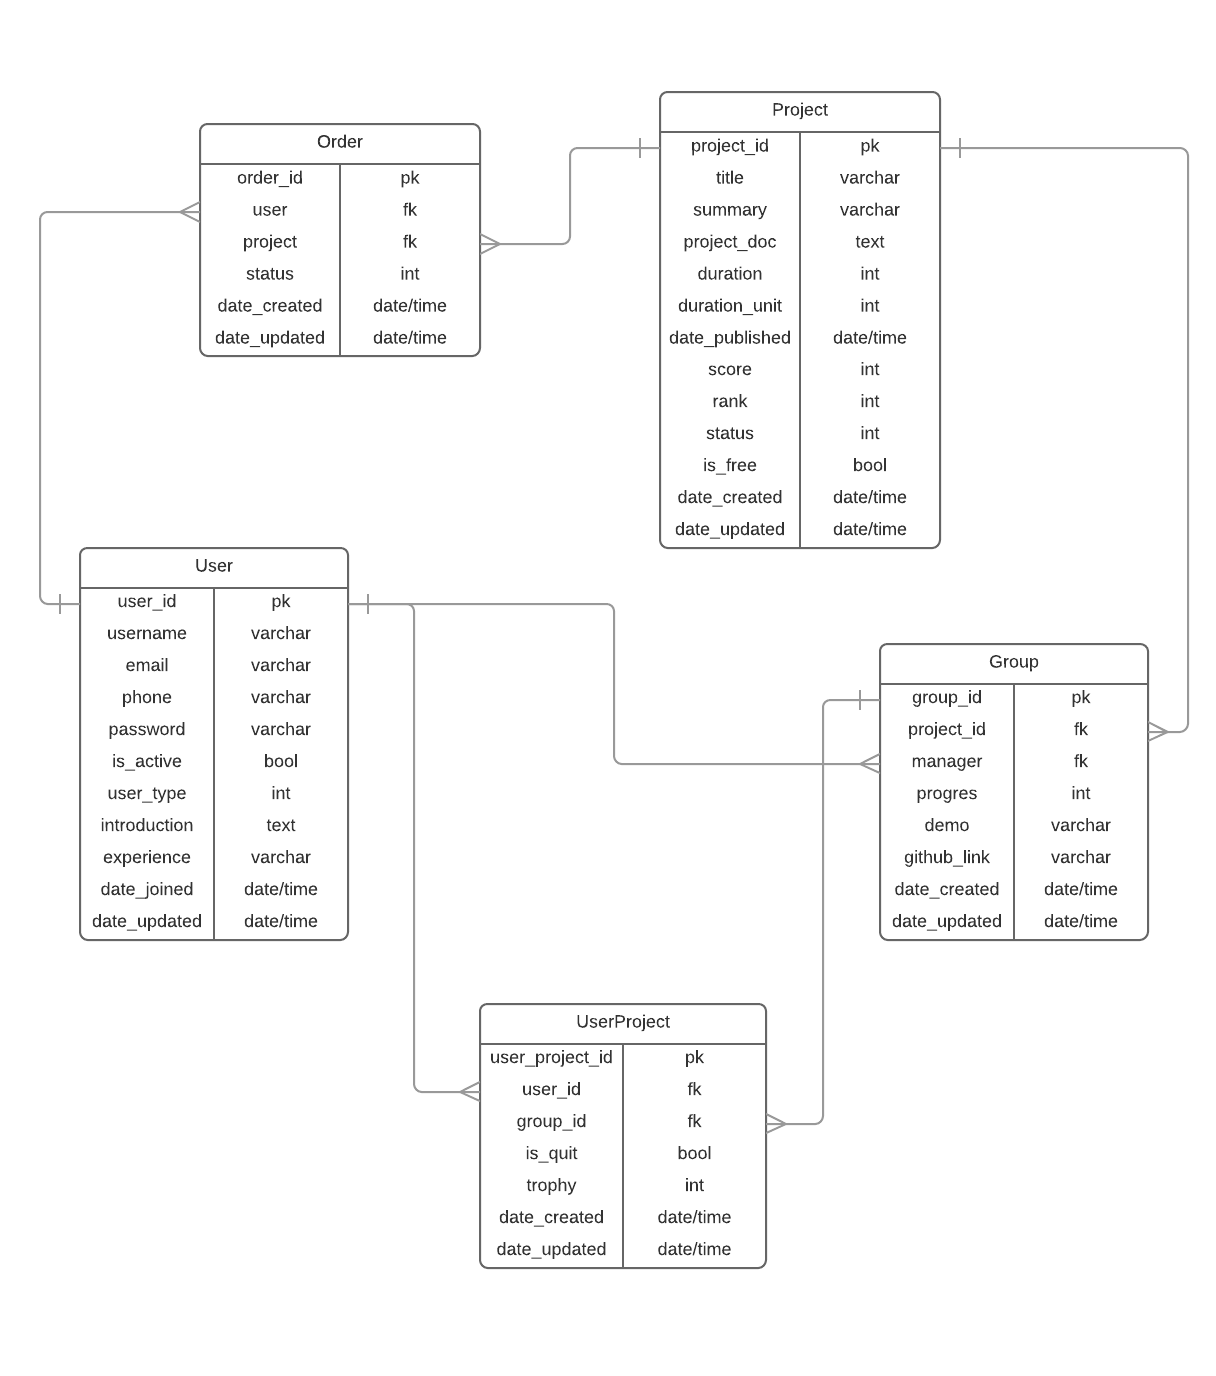 Order
order_id pk
user fk
project fk
status int
date_created date/time
date_updated date/time
Project
project_id pk
title varchar
summary varchar
project_doc text
duration int
duration_unit int
date_published date/time
score int
rank int
status int
is_free bool
date_created date/time
date_updated date/time
User
user_id pk
username varchar
email varchar
phone varchar
password varchar
is_active bool
user_type int
introduction text
experience varchar
date_joined date/time
date_updated date/time
Group
group_id pk
project_id fk
manager fk
progres int
demo varchar
github_link varchar
date_created date/time
date_updated date/time
UserProject
user_project_id pk
user_id fk
group_id fk
is_quit bool
trophy int
date_created date/time
date_updated date/time